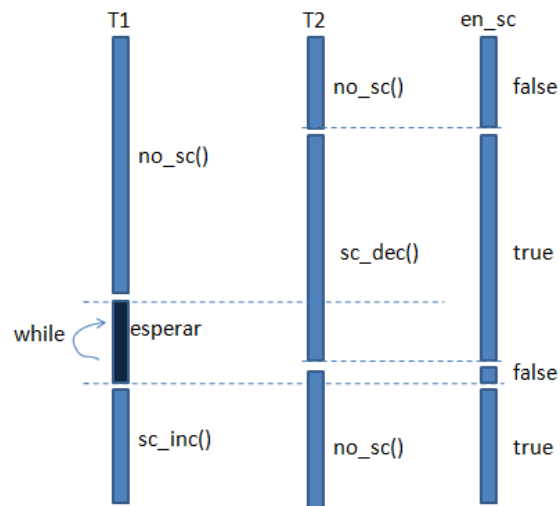 T1 T2 en_sc
no_sc() false
no_sc()
sc_dec() true
while esperar
false
sc_inc() no_sc() true